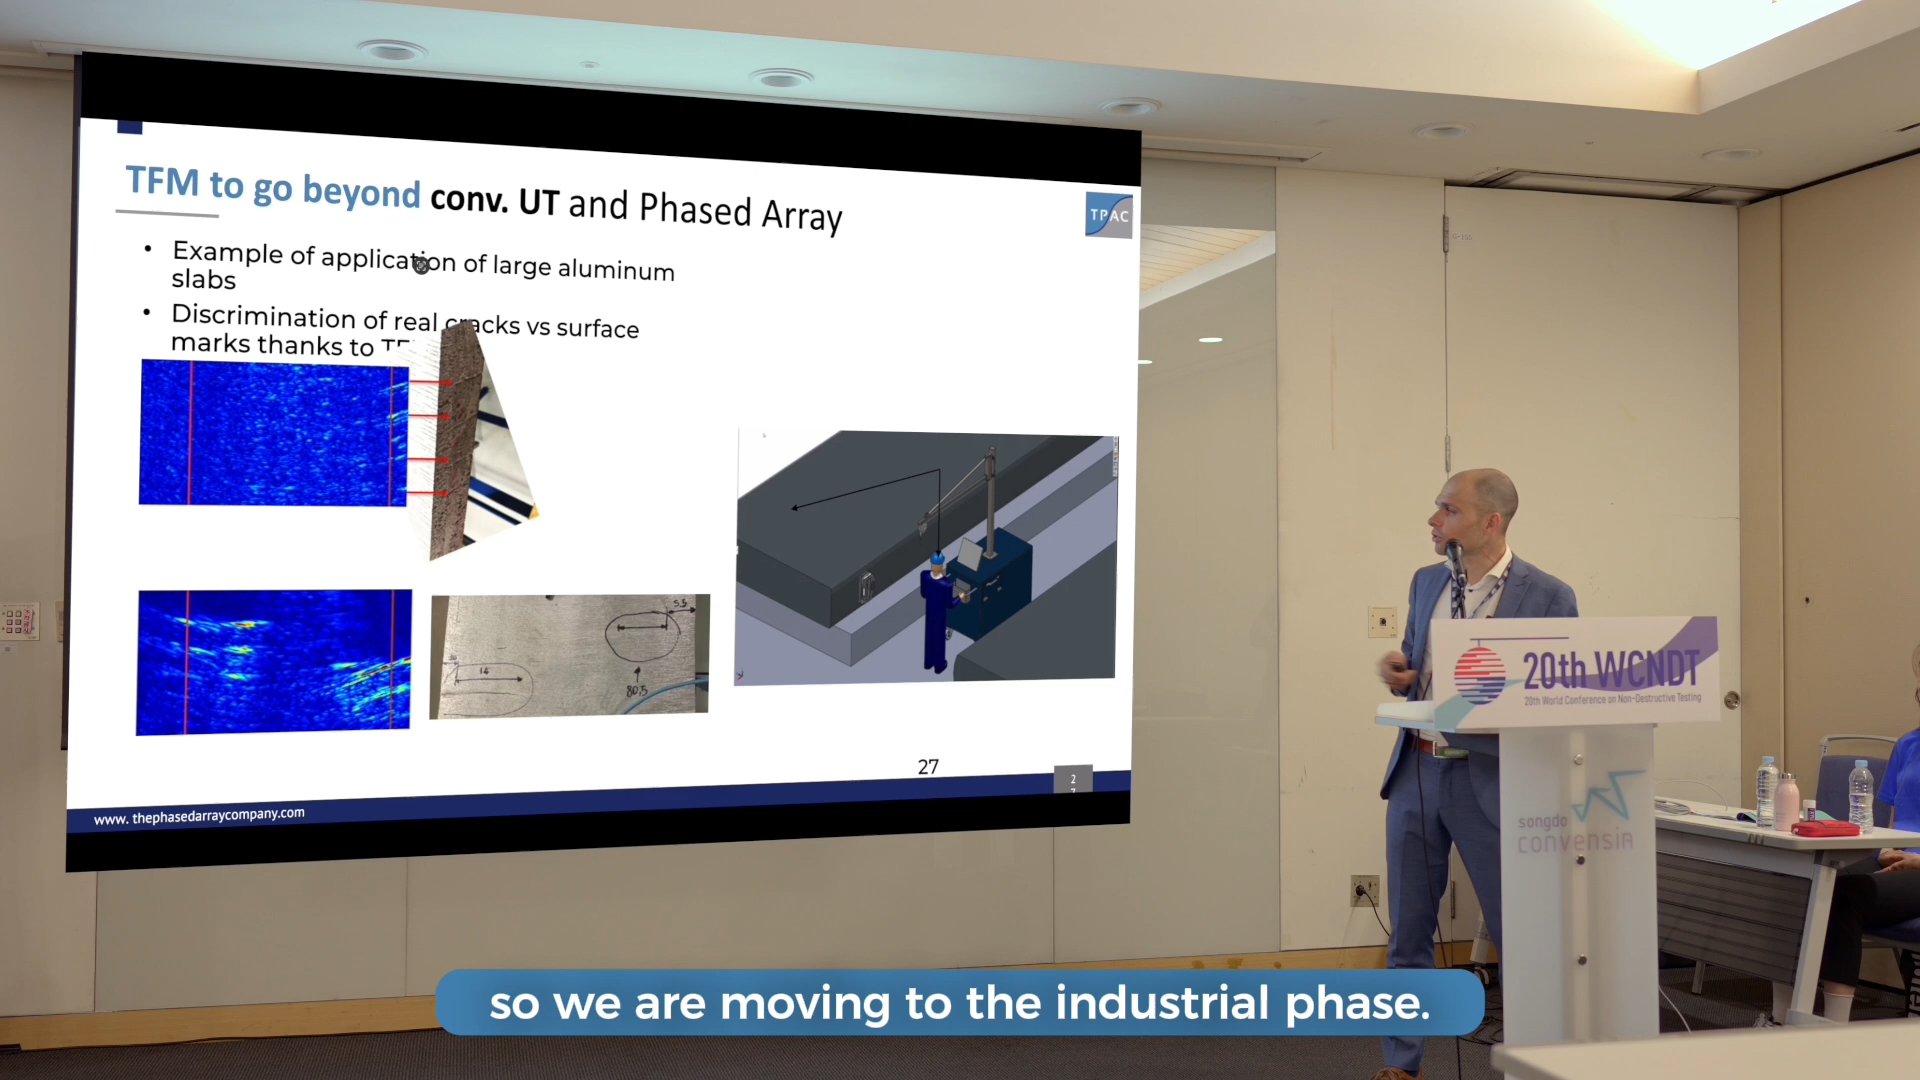 TFM to go beyond conv. UT and Phased Array
TPAC
• Example of application of large aluminum
slabs
• Discrimination of real cracks vs surface
marks thanks to
5.5
14
80,5
27
2
7
www. thephasedarraycompany.com
20th WCNDT
20th World Conference on Non-Destructive Testing
songdo
convensia
so we are moving to the industrial phase.